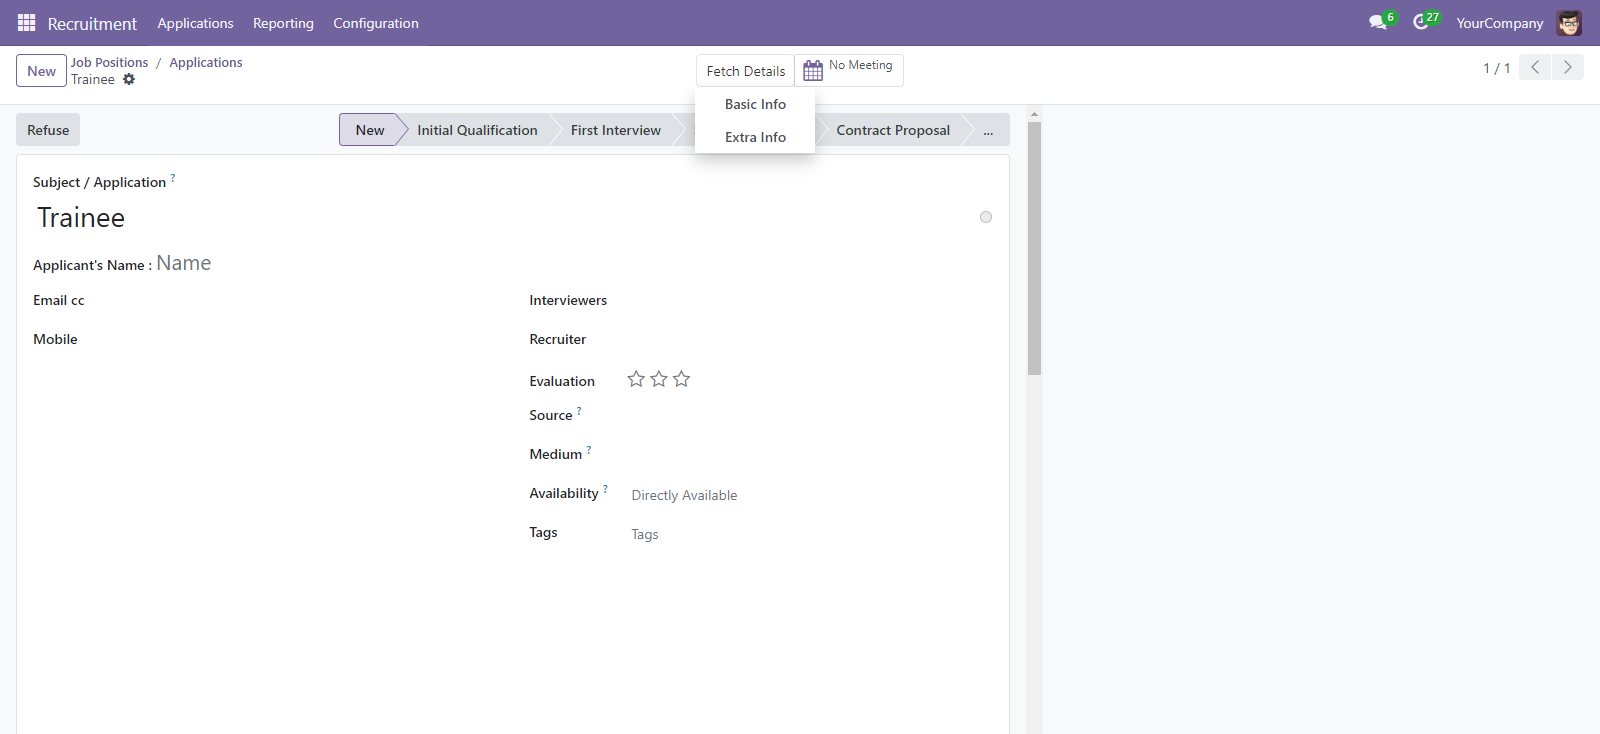 Recruitment Applications Reporting Configuration 6 27 YourCompany
New Job Positions / Applications
Trainee
Fetch Details No Meeting
1 / 1
Basic Info
Extra Info
Refuse New Initial Qualification First Interview Contract Proposal ...
Subject / Application ?
Trainee
Applicant's Name : Name
Email cc Interviewers
Mobile Recruiter
Evaluation
Source ?
Medium ?
Availability ? Directly Available
Tags Tags